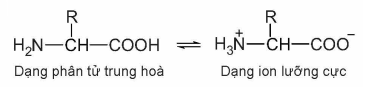 R R
H₂N—CH—COOH ⇌ H₃N⁺—CH—COO⁻
Dạng phân tử trung hoà Dạng ion lưỡng cực